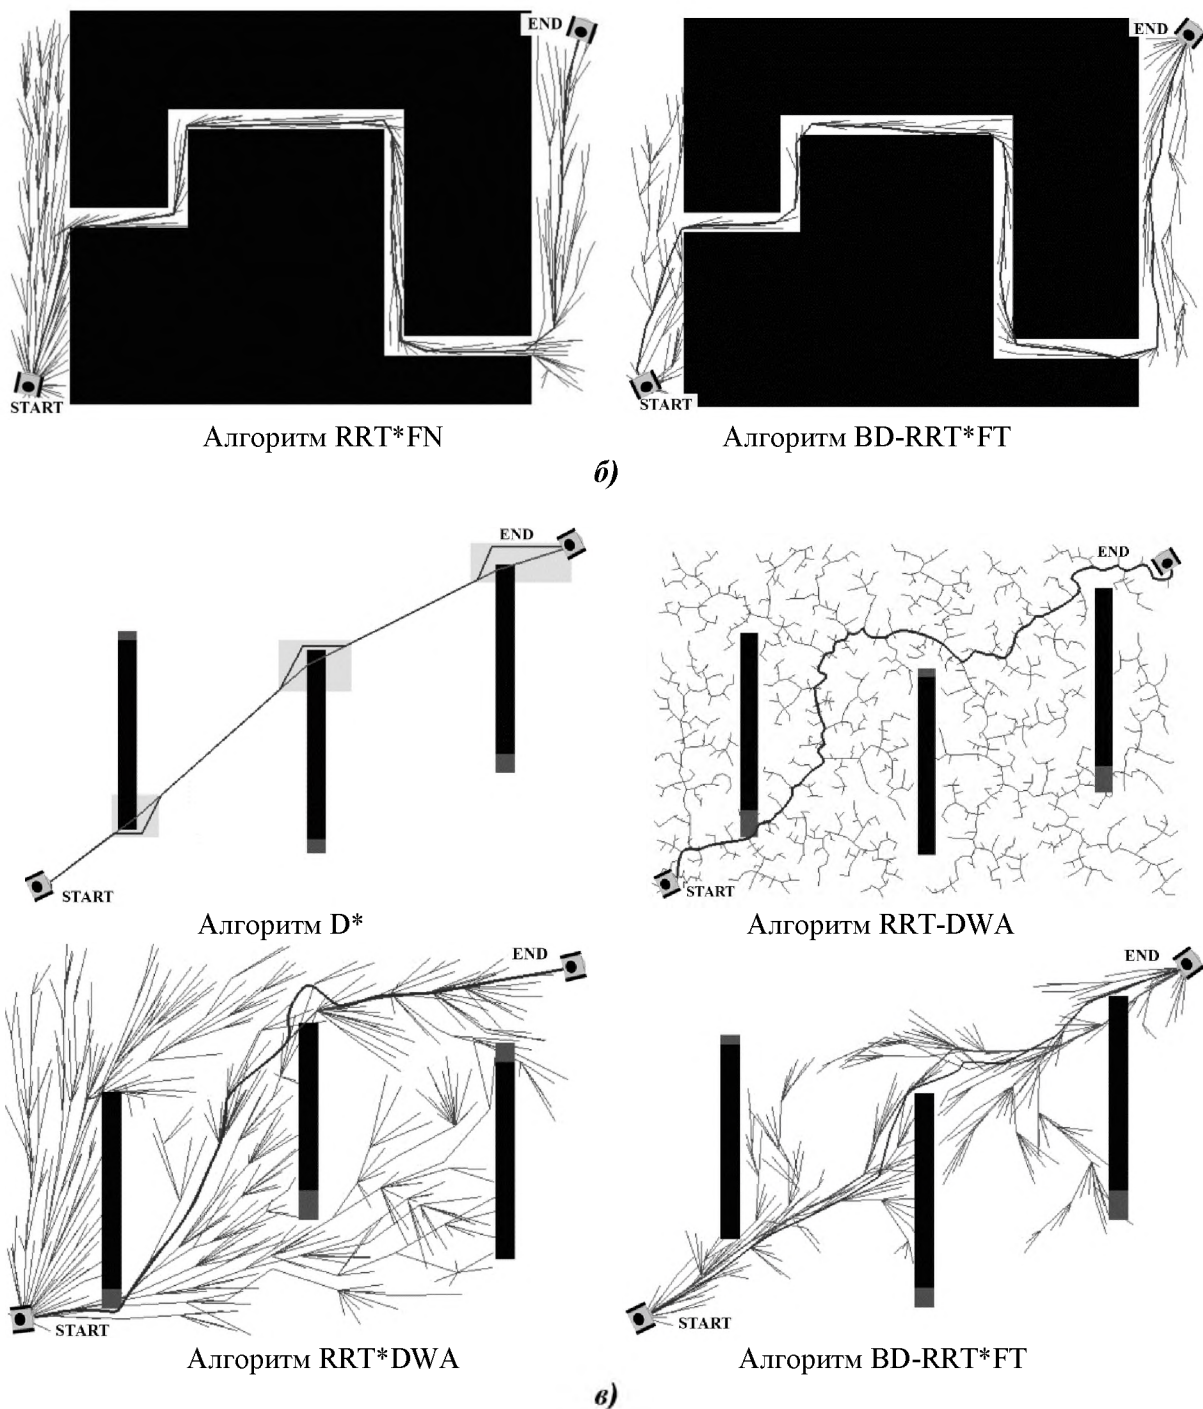 END
END
START
START
Алгоритм RRT*FN
Алгоритм BD-RRT*FT
б)
END
END
START
START
Алгоритм D*
Алгоритм RRT-DWA
END
END
START
START
Алгоритм RRT*DWA
Алгоритм BD-RRT*FT
в)